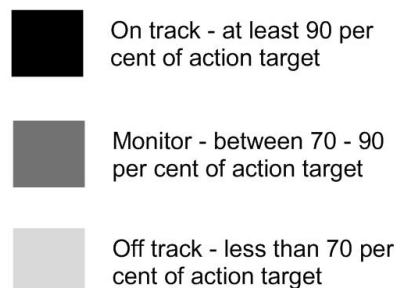 On track - at least 90 per
cent of action target
Monitor - between 70 - 90
per cent of action target
Off track - less than 70 per
cent of action target